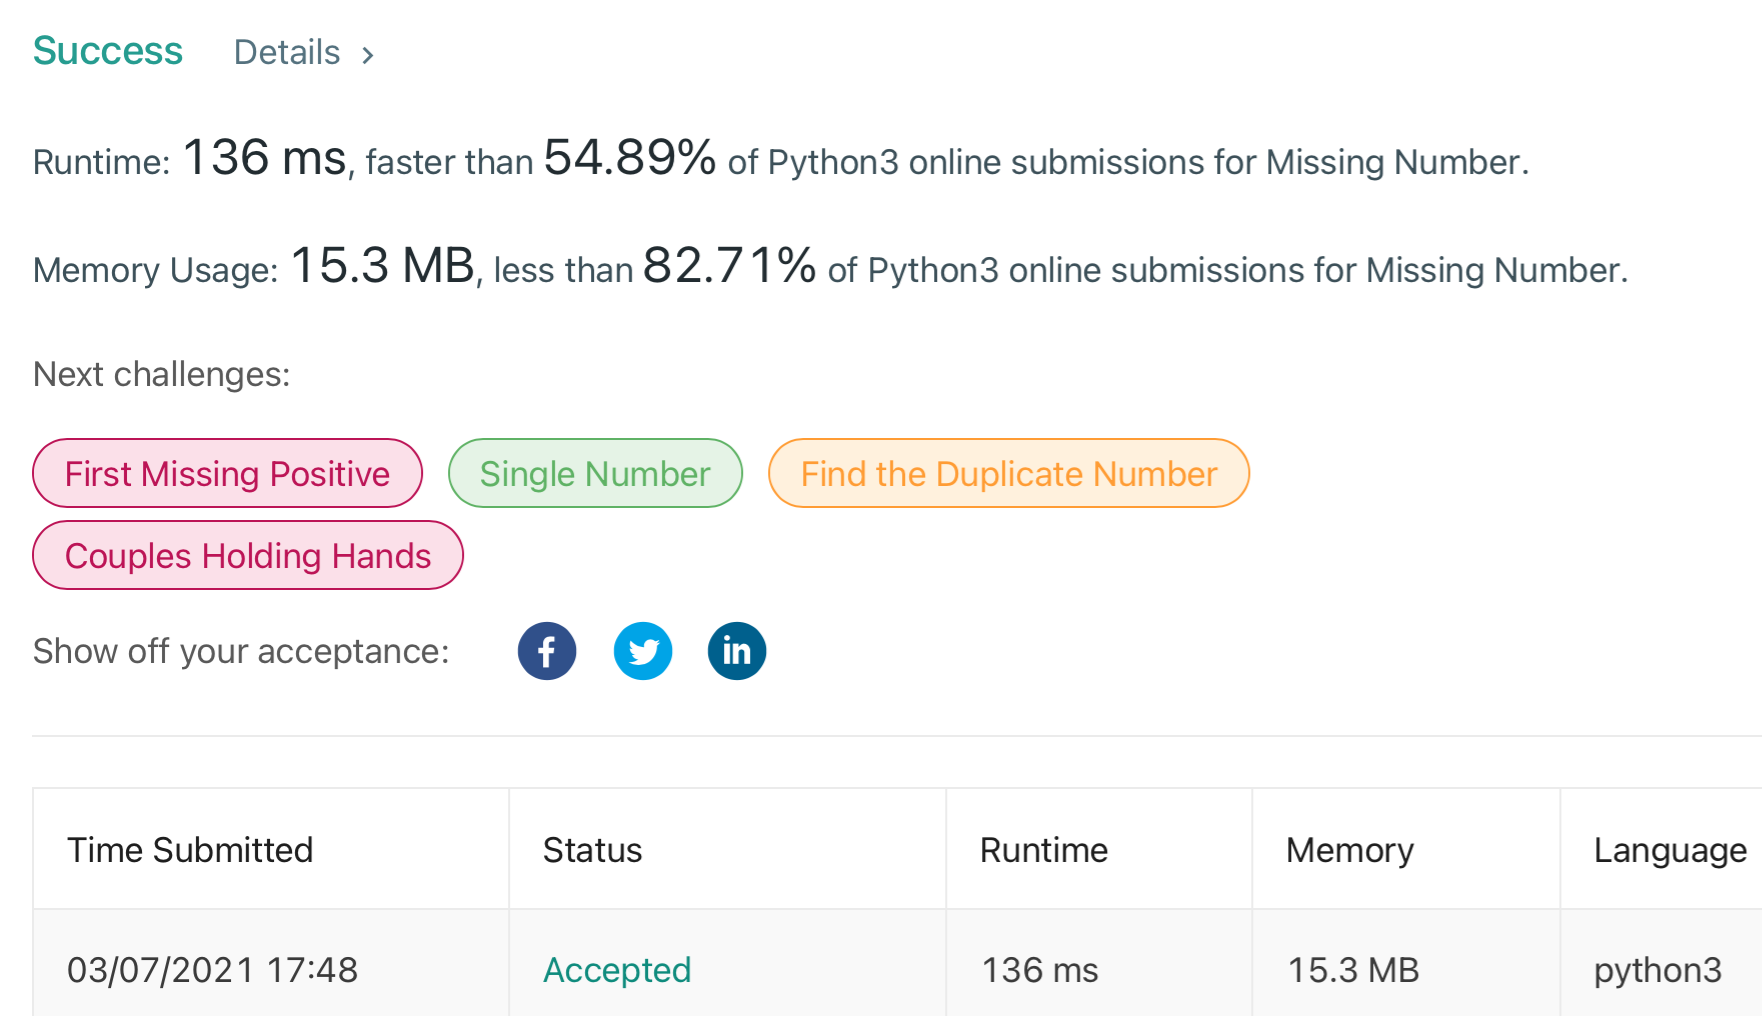 Success Details >
Runtime: 136 ms, faster than 54.89% of Python3 online submissions for Missing Number.
Memory Usage: 15.3 MB, less than 82.71% of Python3 online submissions for Missing Number.
Next challenges:
First Missing Positive Single Number Find the Duplicate Number
Couples Holding Hands
Show off your acceptance: f in
Time Submitted Status Runtime Memory Language
03/07/2021 17:48 Accepted 136 ms 15.3 MB python3